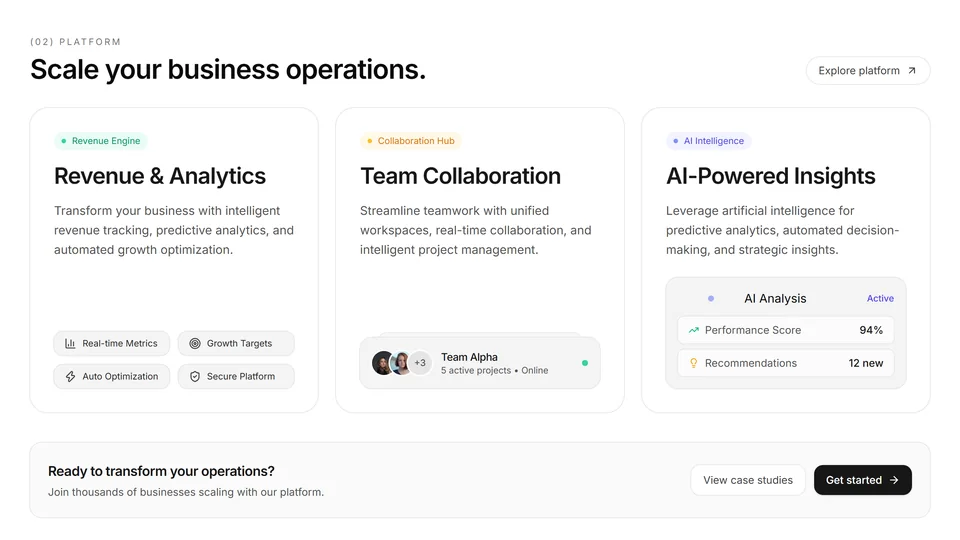 (02) PLATFORM
Scale your business operations.
Explore platform
Revenue Engine
Revenue & Analytics
Transform your business with intelligent
revenue tracking, predictive analytics, and
automated growth optimization.
Real-time Metrics
Growth Targets
Auto Optimization
Secure Platform
Collaboration Hub
Team Collaboration
Streamline teamwork with unified
workspaces, real-time collaboration, and
intelligent project management.
+3
Team Alpha
5 active projects • Online
AI Intelligence
AI-Powered Insights
Leverage artificial intelligence for
predictive analytics, automated decision-
making, and strategic insights.
AI Analysis
Active
Performance Score
94%
Recommendations
12 new
Ready to transform your operations?
Join thousands of businesses scaling with our platform.
View case studies
Get started